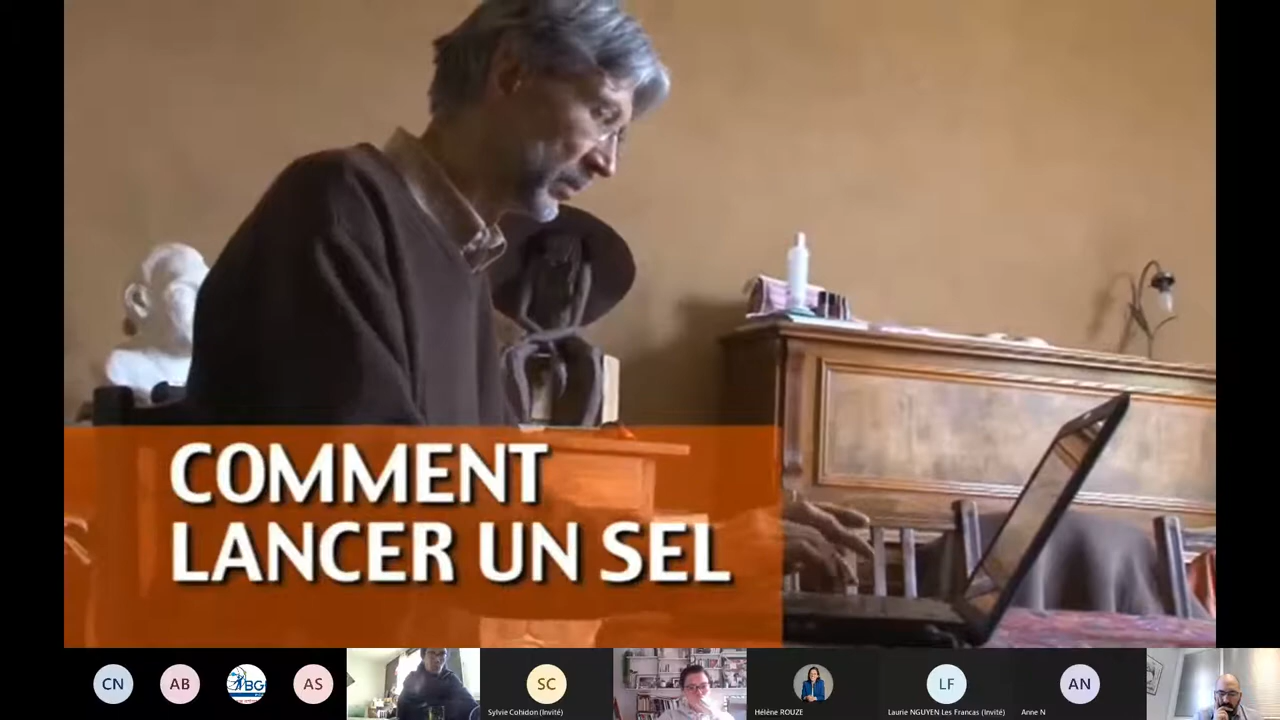 COMMENT
LANCER UN SEL
CN
AB
BG
AS
SC
LF
AN
Sylvie Cohidon (Invité)
Hélène ROUZE
Laurie NGUYEN Les Francas (Invité)
Anne N